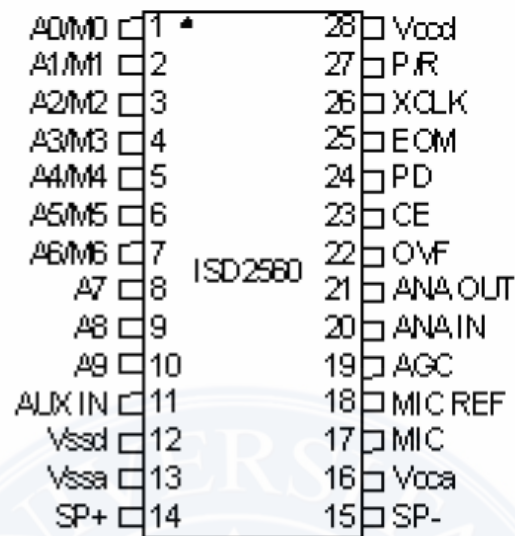 A0/M0 1 28 Vccd
A1/M1 2 27 P/R
A2/M2 3 26 XCLK
A3/M3 4 25 EOM
A4/M4 5 24 PD
A5/M5 6 23 CE
A6/M6 7 22 OVF
ISD2560
A7 8 21 ANA OUT
A8 9 20 ANA IN
A9 10 19 AGC
AUX IN 11 18 MIC REF
Vssd 12 17 MIC
Vssa 13 16 Vcca
SP+ 14 15 SP-